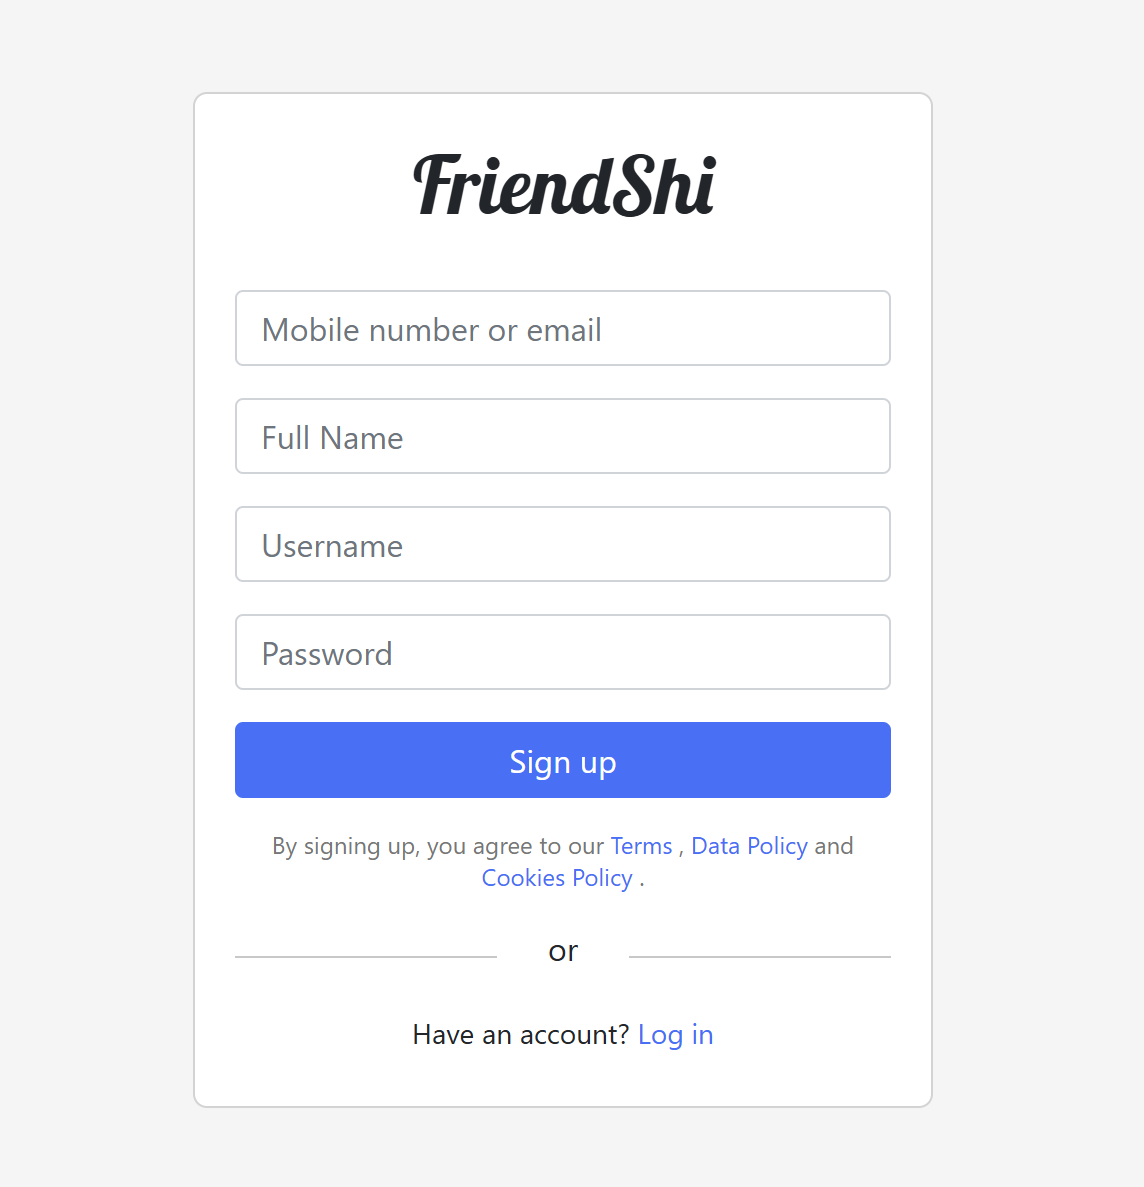 FriendShi
Mobile number or email
Full Name
Username
Password
Sign up
By signing up, you agree to our Terms , Data Policy and
Cookies Policy .
or
Have an account? Log in